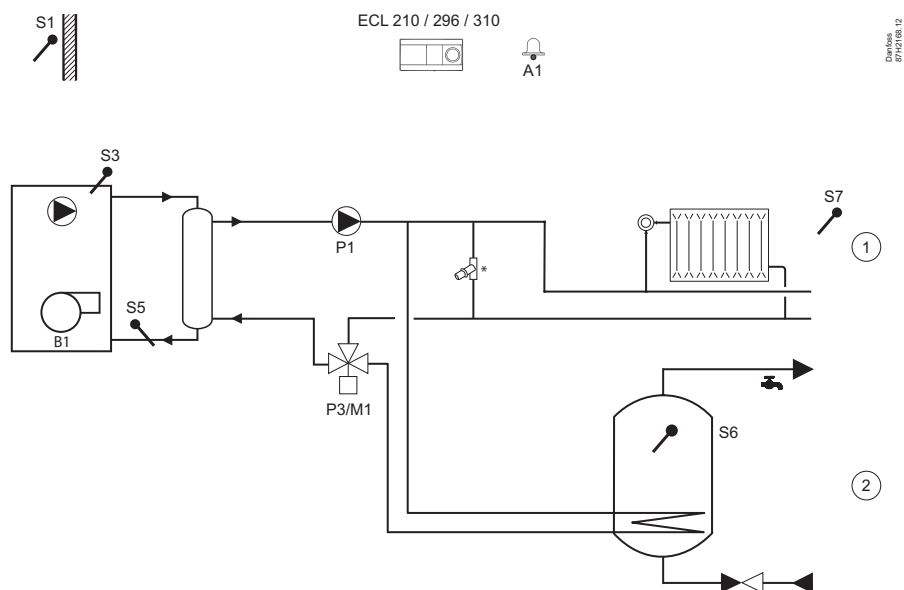 S1
ECL 210 / 296 / 310
A1
Danfoss
87H2168.12
S3
S7
P1
1
*
S5
B1
P3/M1
S6
2